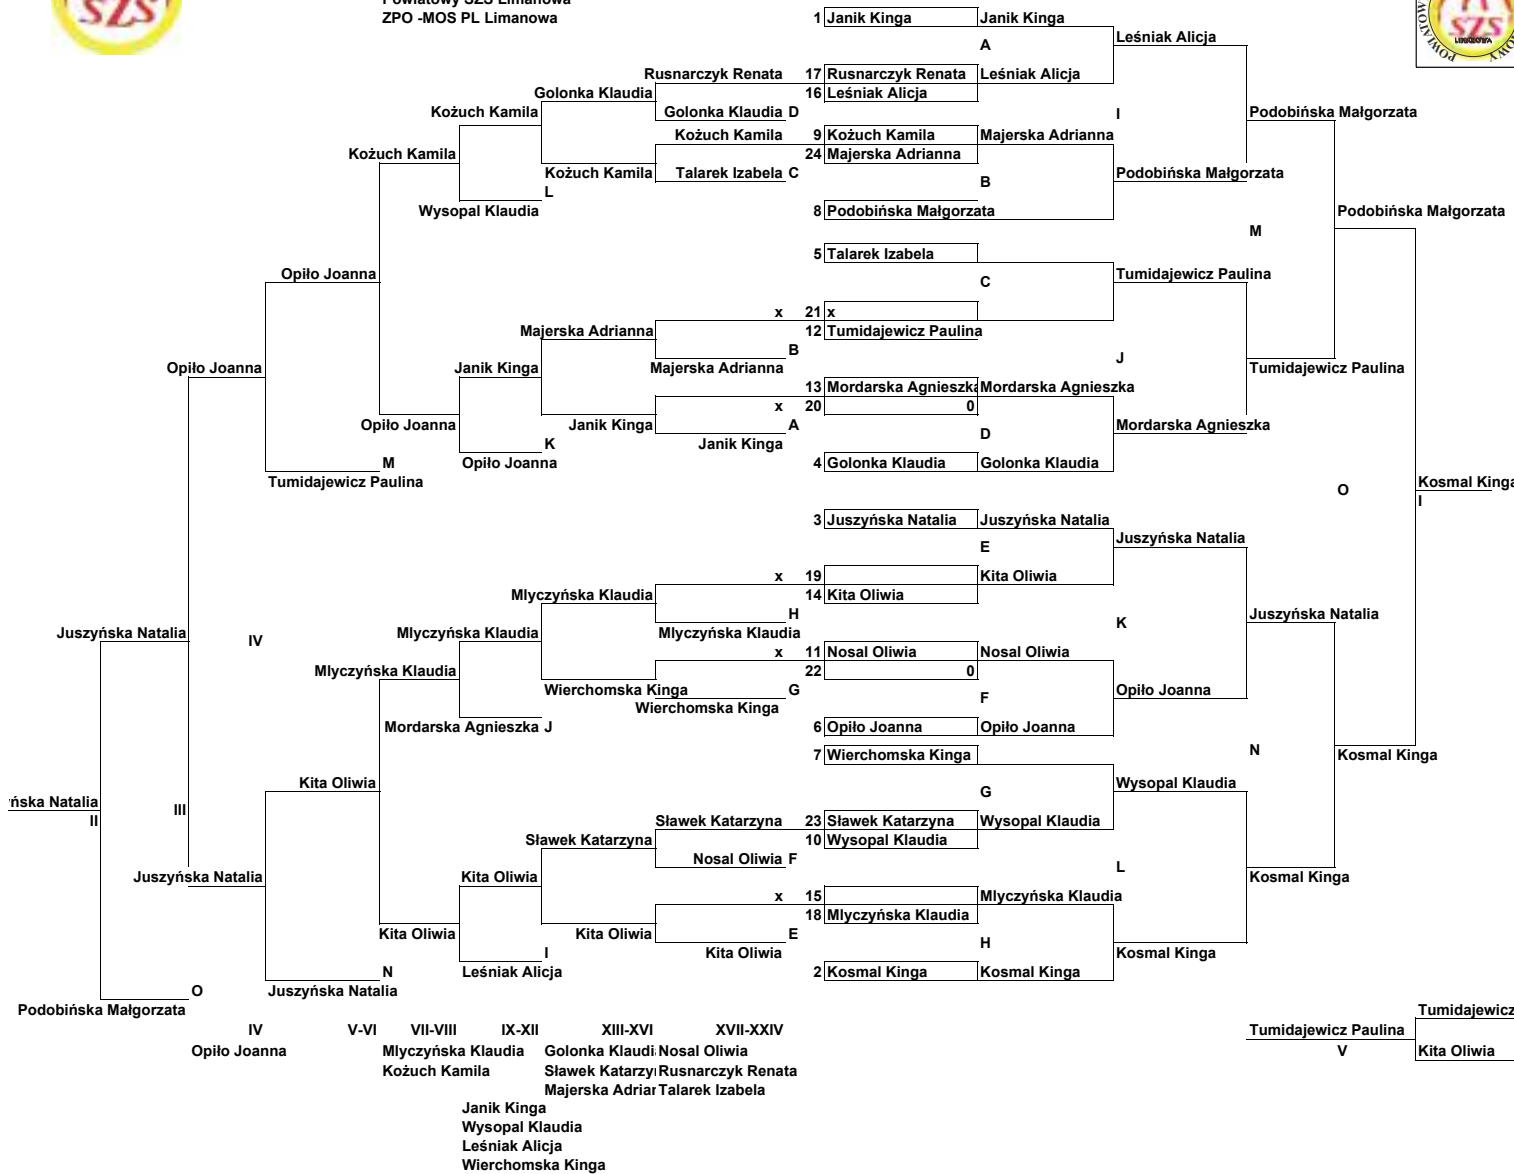 Powiatowy SZS Limanowa
ZPO -MOS PL Limanowa
SZS
SZS
LIMANOWA
1 Janik Kinga Janik Kinga
Leśniak Alicja
A
Rusnarczyk Renata 17 Rusnarczyk Renata Leśniak Alicja
Golonka Klaudia 16 Leśniak Alicja
Kożuch Kamila Golonka Klaudia D I Podobińska Małgorzata
Kożuch Kamila 9 Kożuch Kamila Majerska Adrianna
Kożuch Kamila 24 Majerska Adrianna
Kożuch Kamila Talarek Izabela C Podobińska Małgorzata
L B
Wysopal Klaudia 8 Podobińska Małgorzata Podobińska Małgorzata
M
5 Talarek Izabela
Opiło Joanna C Tumidajewicz Paulina
x 21 x
Majerska Adrianna 12 Tumidajewicz Paulina
B J
Opiło Joanna Janik Kinga Majerska Adrianna Tumidajewicz Paulina
13 Mordarska Agnieszka Mordarska Agnieszka
x 20 0
Opiło Joanna Janik Kinga A Mordarska Agnieszka
K Janik Kinga D
M Opiło Joanna 4 Golonka Klaudia Golonka Klaudia
Tumidajewicz Paulina Kosmal Kinga
O I
3 Juszyńska Natalia Juszyńska Natalia
Juszyńska Natalia
E
x 19 Kita Oliwia
Mlyczyńska Klaudia 14 Kita Oliwia
H Juszyńska Natalia
Juszyńska Natalia IV Mlyczyńska Klaudia Mlyczyńska Klaudia K
x 11 Nosal Oliwia Nosal Oliwia
Mlyczyńska Klaudia 22 0
Wierchomska Kinga G Opiło Joanna
Wierchomska Kinga F
Mordarska Agnieszka J 6 Opiło Joanna Opiło Joanna
7 Wierchomska Kinga N Kosmal Kinga
Kita Oliwia Wysopal Klaudia
G
yńska Natalia III
II Sławek Katarzyna 23 Sławek Katarzyna Wysopal Klaudia
Sławek Katarzyna 10 Wysopal Klaudia
Nosal Oliwia F L
Juszyńska Natalia Kita Oliwia Kosmal Kinga
x 15 Mlyczyńska Klaudia
18 Mlyczyńska Klaudia
Kita Oliwia Kita Oliwia E
I Kita Oliwia H Kosmal Kinga
N Leśniak Alicja 2 Kosmal Kinga Kosmal Kinga
O Juszyńska Natalia
Podobińska Małgorzata Tumidajewicz
IV V-VI VII-VIII IX-XII XIII-XVI XVII-XXIV Tumidajewicz Paulina
Opiło Joanna Mlyczyńska Klaudia Golonka Klaudi Nosal Oliwia V Kita Oliwia
Kożuch Kamila Sławek Katarzy Rusnarczyk Renata
Majerska Adriar Talarek Izabela
Janik Kinga
Wysopal Klaudia
Leśniak Alicja
Wierchomska Kinga